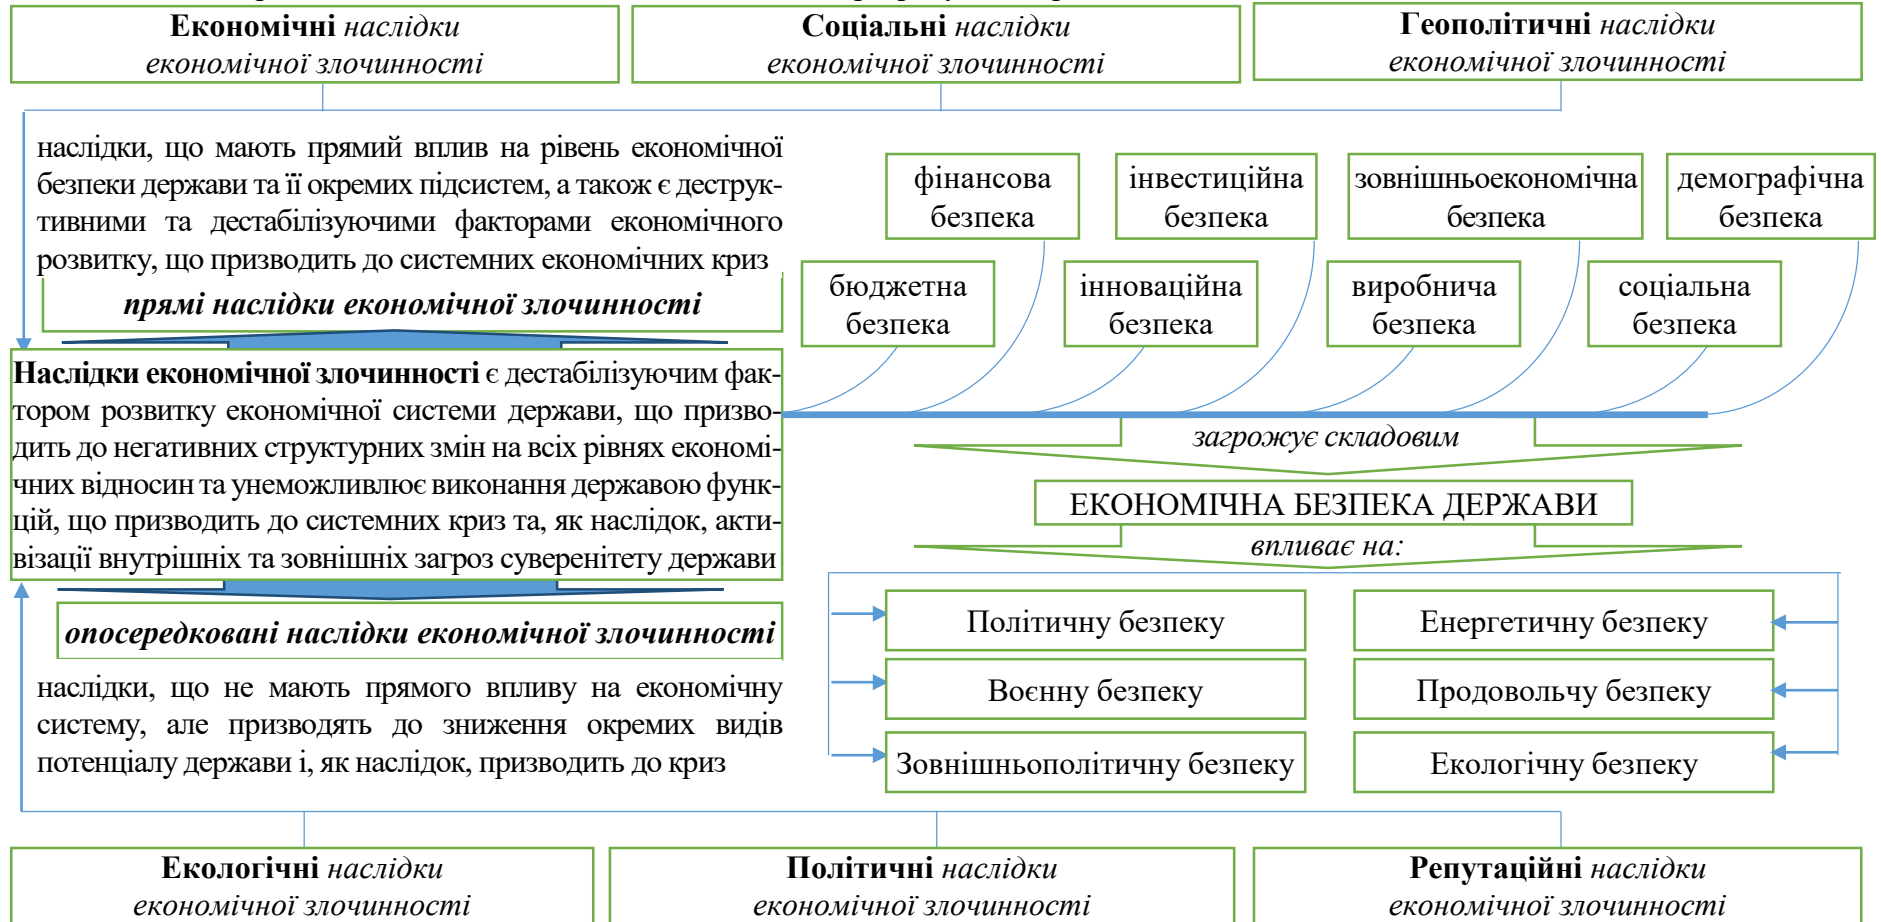 Економічні наслідки
економічної злочинності
Соціальні наслідки
економічної злочинності
Геополітичні наслідки
економічної злочинності
наслідки, що мають прямий вплив на рівень економічної
безпеки держави та її окремих підсистем, а також є дестру­к-
тивними та дестабілізуючими факторами економічного
розвитку, що призводить до системних економічних криз
прямі наслідки економічної злочинності
фінансова
безпека
інвестиційна
безпека
зовнішньоекономічна
безпека
демографічна
безпека
бюджетна
безпека
інноваційна
безпека
виробнича
безпека
соціальна
безпека
Наслідки економічної злочинності є дестабілізуючим фак-
тором розвитку економічної системи держави, що призво-
дить до негативних структурних змін на всіх рівнях економі-
чних відносин та унеможливлює виконання державою функ-
цій, що призводить до системних криз та, як наслідок, акти-
візації внутрішніх та зовнішніх загроз суверенітету держави
загрожує складовим
ЕКОНОМІЧНА БЕЗПЕКА ДЕРЖАВИ
впливає на:
Політичну безпеку
Енергетичну безпеку
Воєнну безпеку
Продовольчу безпеку
Зовнішньополітичну безпеку
Екологічну безпеку
опосередковані наслідки економічної злочинності
наслідки, що не мають прямого впливу на економічну
систему, але призводять до зниження окремих видів
потенціалу держави і, як наслідок, призводить до криз
Екологічні наслідки
економічної злочинності
Політичні наслідки
економічної злочинності
Репутаційні наслідки
економічної злочинності